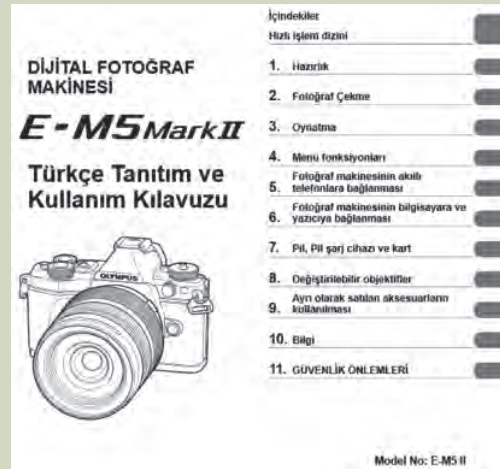 DİJİTAL FOTOĞRAF
MAKİNESİ
E-M5 Mark II
Türkçe Tanıtım ve
Kullanım Kılavuzu
OLYMPUS
İçindekiler
Hızlı işlem dizini
1. Hazırlık
2. Fotoğraf Çekme
3. Oynatma
4. Menü fonksiyonları
5. Fotoğraf makinesinin akıllı
telefonlara bağlanması
6. Fotoğraf makinesinin bilgisayara ve
yazıcıya bağlanması
7. Pil, Pil şarj cihazı ve kart
8. Değiştirilebilir objektifler
9. Ayrı olarak satılan aksesuarların
kullanılması
10. Bilgi
11. GÜVENLİK ÖNLEMLERİ
Model No: E-M5 II